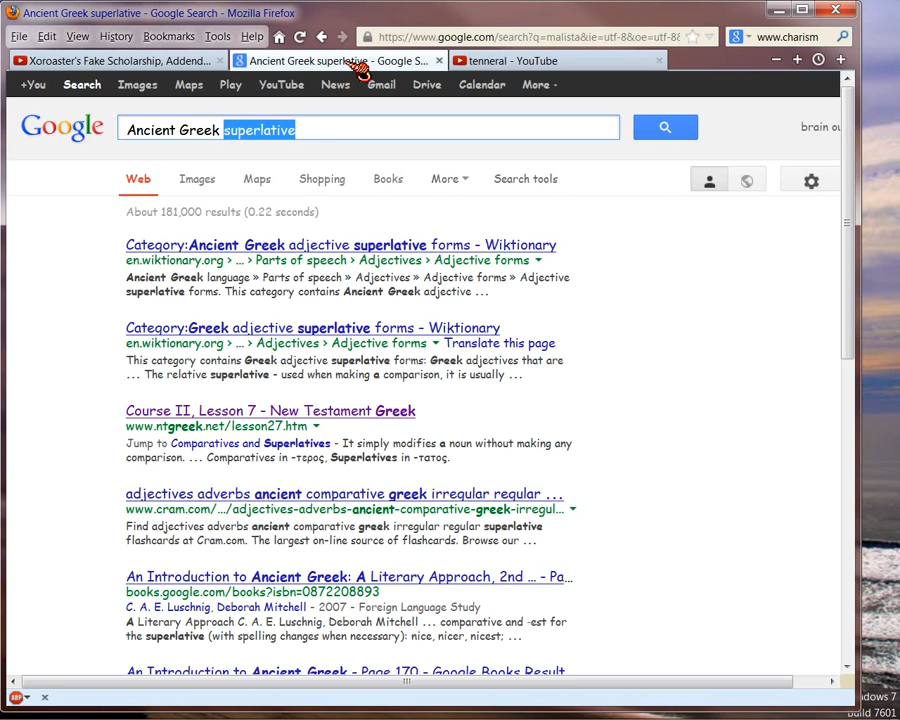 Ancient Greek superlative - Google Search - Mozilla Firefox
File Edit View History Bookmarks Tools Help
https://www.google.com/search?q=malista&ie=utf-8&oe=utf-8&
www.charism
Xoroaster's Fake Scholarship, Addend...
Ancient Greek superlative - Google S...
tenneral - YouTube
+You Search Images Maps Play YouTube News Gmail Drive Calendar More
Google
Ancient Greek superlative
brain ou
Web Images Maps Shopping Books More Search tools
About 181,000 results (0.22 seconds)
Category:Ancient Greek adjective superlative forms - Wiktionary
en.wiktionary.org › ... › Parts of speech › Adjectives › Adjective forms
Ancient Greek language » Parts of speech » Adjectives » Adjective forms » Adjective
superlative forms. This category contains Ancient Greek adjective ...
Category:Greek adjective superlative forms - Wiktionary
en.wiktionary.org › ... › Adjectives › Adjective forms Translate this page
This category contains Greek adjective superlative forms: Greek adjectives that are
... The relative superlative - used when making a comparison, it is usually ...
Course II, Lesson 7 - New Testament Greek
www.ntgreek.net/lesson27.htm
Jump to Comparatives and Superlatives - It simply modifies a noun without making any
comparison. ... Comparatives in -τερος, Superlatives in -τατος.
adjectives adverbs ancient comparative greek irregular regular ...
www.cram.com/.../adjectives-adverbs-ancient-comparative-greek-irregul...
Find adjectives adverbs ancient comparative greek irregular regular superlative
flashcards at Cram.com. The largest on-line source of flashcards. Browse our ...
An Introduction to Ancient Greek: A Literary Approach, 2nd ... - Pa...
books.google.com/books?isbn=0872208893
C. A. E. Luschnig, Deborah Mitchell - 2007 - Foreign Language Study
A Literary Approach C. A. E. Luschnig, Deborah Mitchell ... comparative and -est for
the superlative (with spelling changes when necessary): nice, nicer, nicest; ...
An Introduction to Ancient Greek - Page 170 - Google Books Result
ABP
ndows 7
build 7601